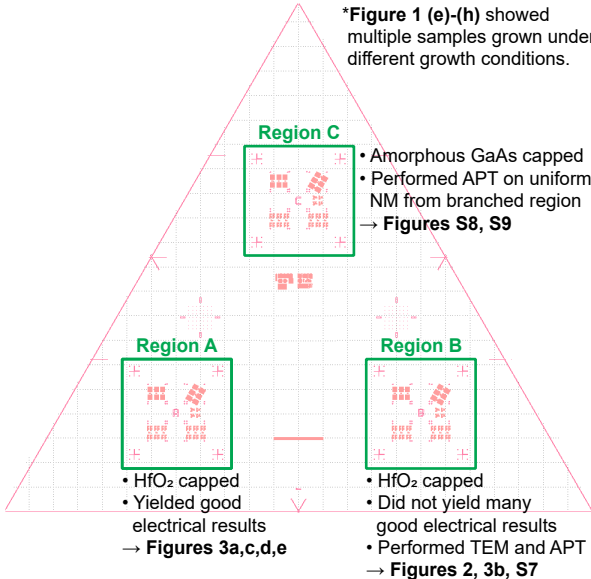 *Figure 1 (e)-(h) showed
multiple samples grown under
different growth conditions.
Region C
• Amorphous GaAs capped
• Performed APT on uniform
NM from branched region
→ Figures S8, S9
Region A
• HfO₂ capped
• Yielded good
electrical results
→ Figures 3a,c,d,e
Region B
• HfO₂ capped
• Did not yield many
good electrical results
• Performed TEM and APT
→ Figures 2, 3b, S7